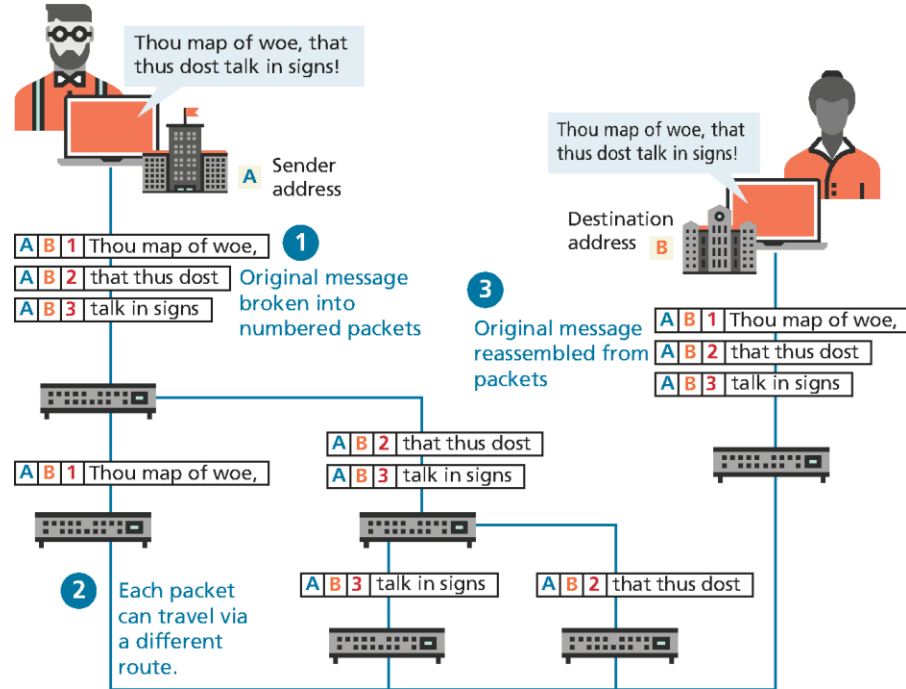 Thou map of woe, that
thus dost talk in signs!
A Sender
address
Thou map of woe, that
thus dost talk in signs!
Destination
address B
A B 1 Thou map of woe,
A B 2 that thus dost
A B 3 talk in signs
1
Original message
broken into
numbered packets
3
Original message
reassembled from
packets
A B 1 Thou map of woe,
A B 2 that thus dost
A B 3 talk in signs
A B 1 Thou map of woe,
A B 2 that thus dost
A B 3 talk in signs
2 Each packet
can travel via
a different
route.
A B 3 talk in signs
A B 2 that thus dost